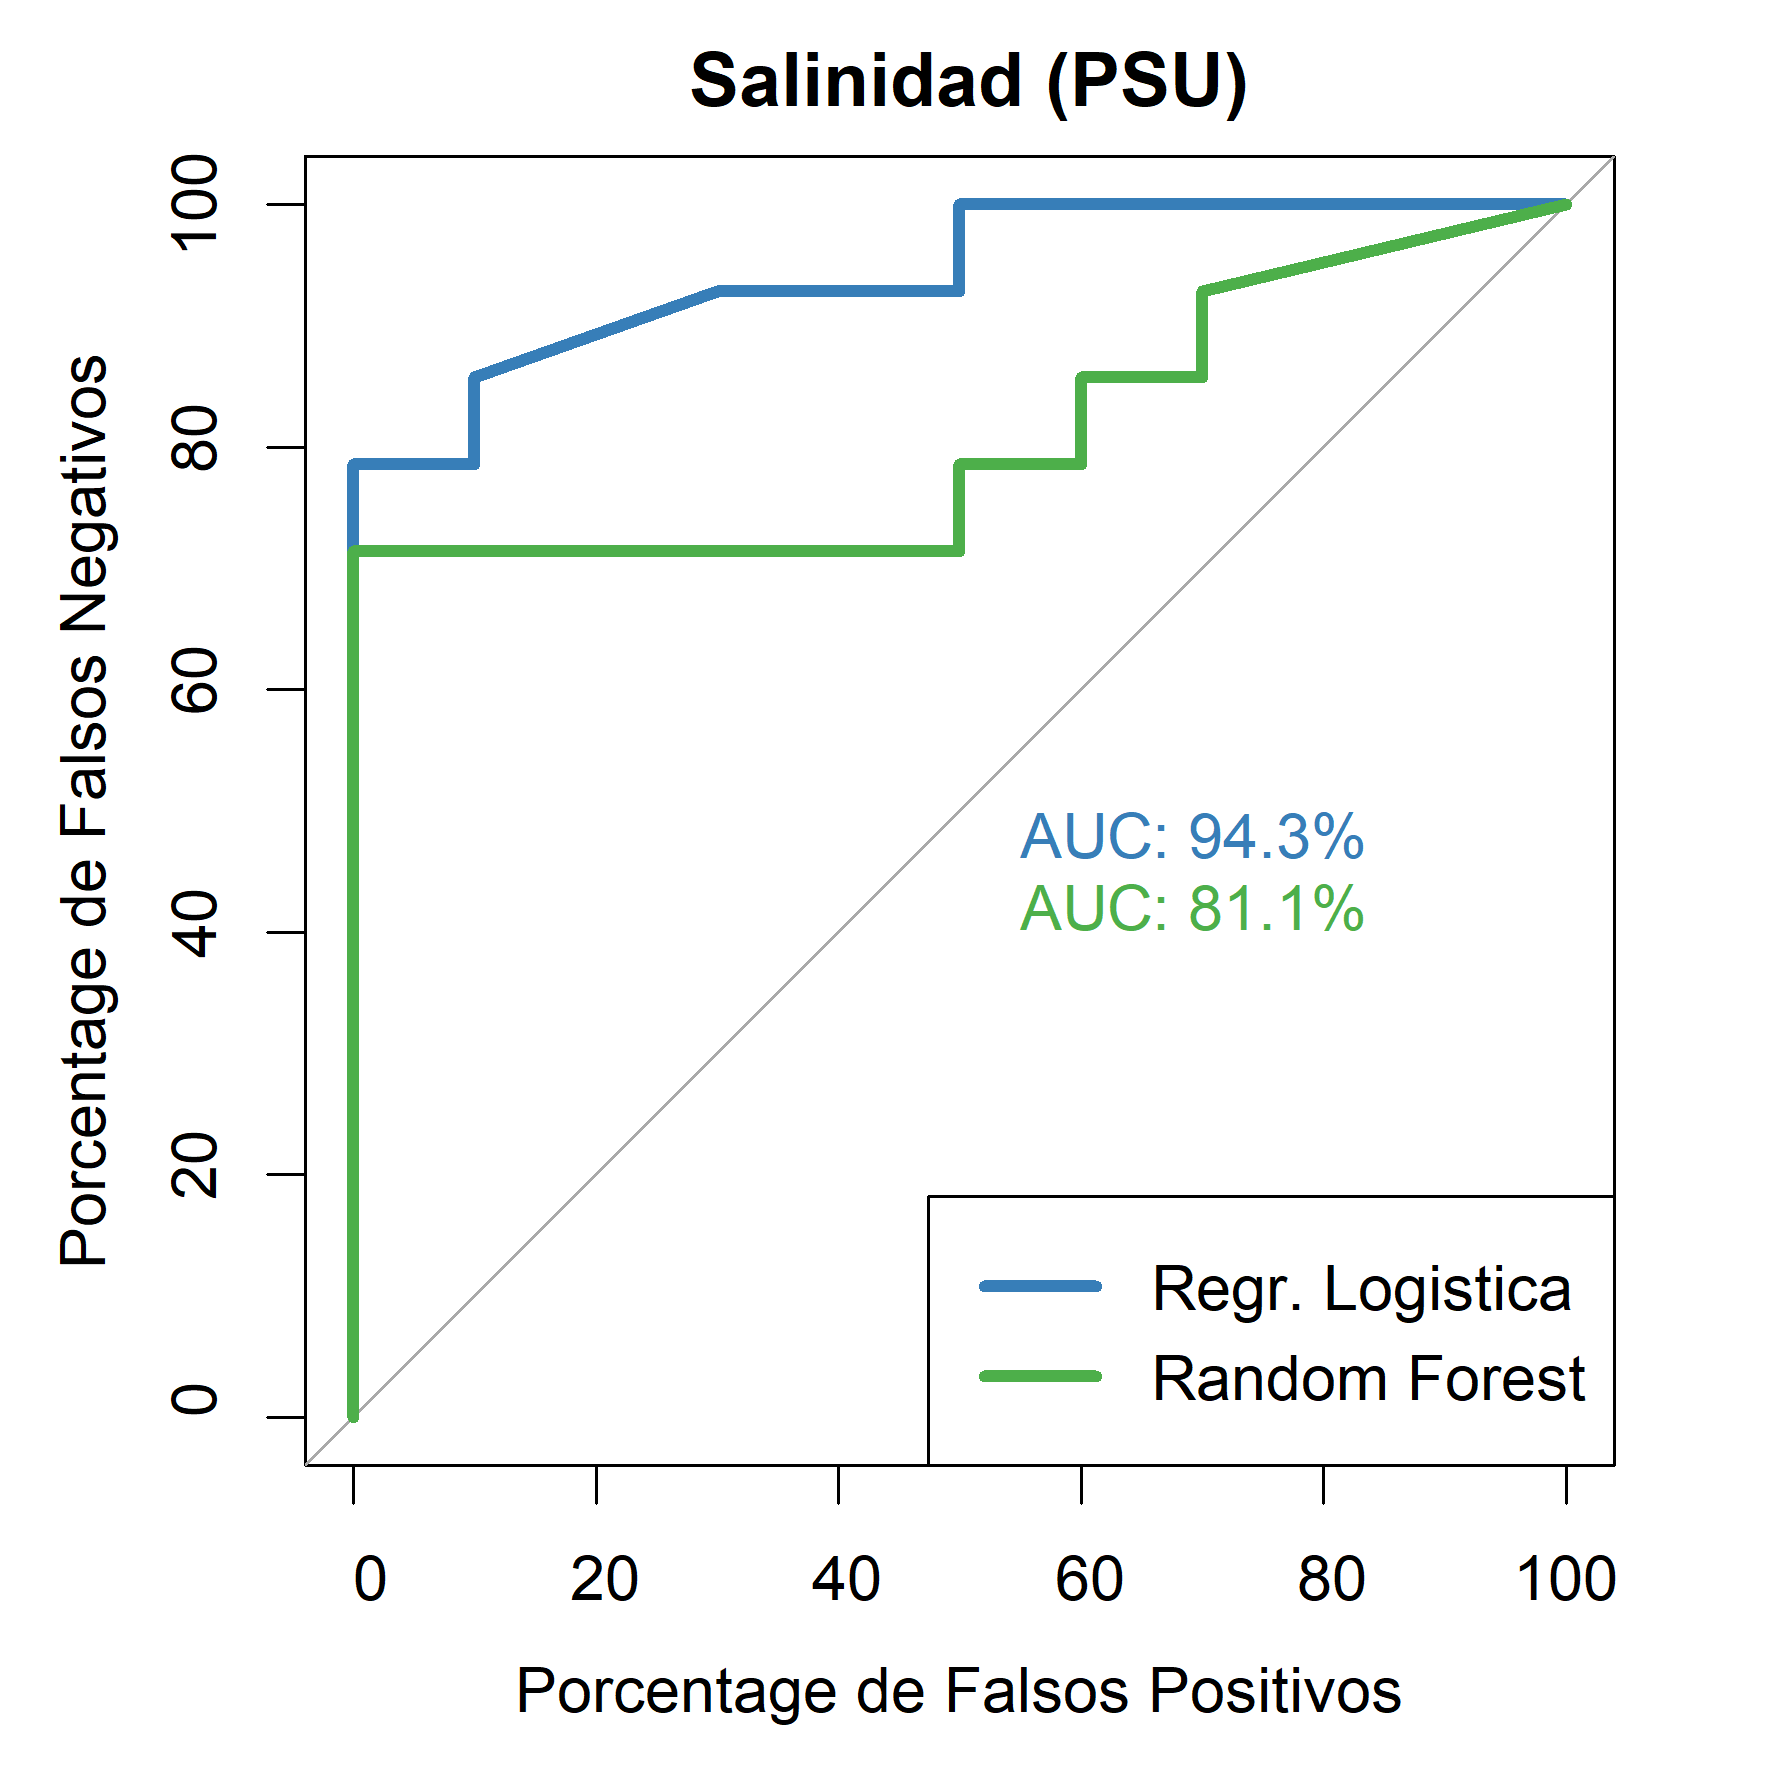 Salinidad (PSU)
Porcentage de Falsos Negativos
100
80
60
40
20
0
AUC: 94.3%
AUC: 81.1%
Regr. Logistica
Random Forest
0 20 40 60 80 100
Porcentage de Falsos Positivos